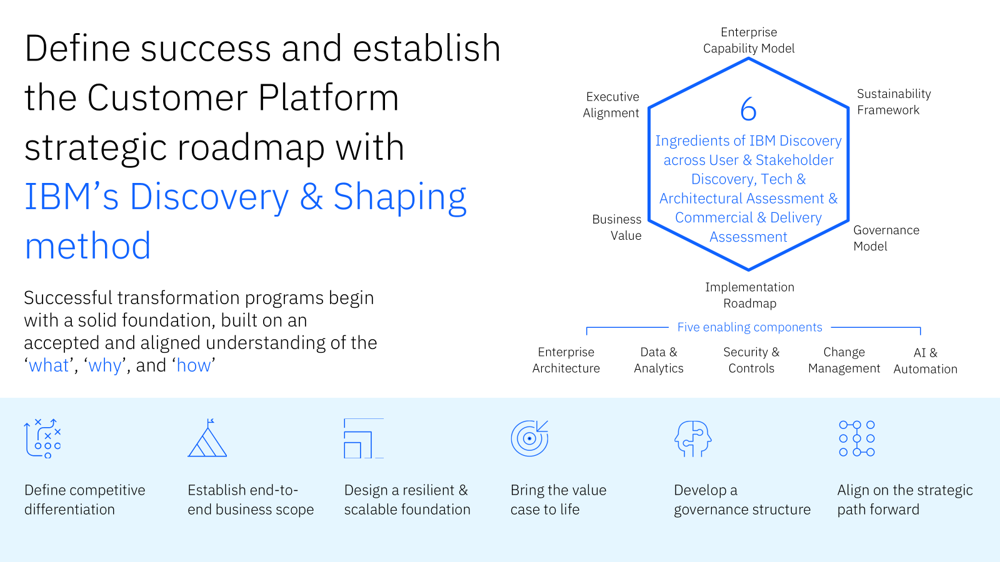 Define success and establish
the Customer Platform
strategic roadmap with
IBM’s Discovery & Shaping
method
Successful transformation programs begin
with a solid foundation, built on an
accepted and aligned understanding of the
‘what’, ‘why’, and ‘how’
Enterprise
Capability Model
Executive
Alignment
Sustainability
Framework
6
Ingredients of IBM Discovery
across User & Stakeholder
Discovery, Tech &
Architectural Assessment &
Commercial & Delivery
Assessment
Business
Value
Governance
Model
Implementation
Roadmap
Five enabling components
Enterprise
Architecture
Data &
Analytics
Security &
Controls
Change
Management
AI &
Automation
Define competitive
differentiation
Establish end-to-
end business scope
Design a resilient &
scalable foundation
Bring the value
case to life
Develop a
governance structure
Align on the strategic
path forward